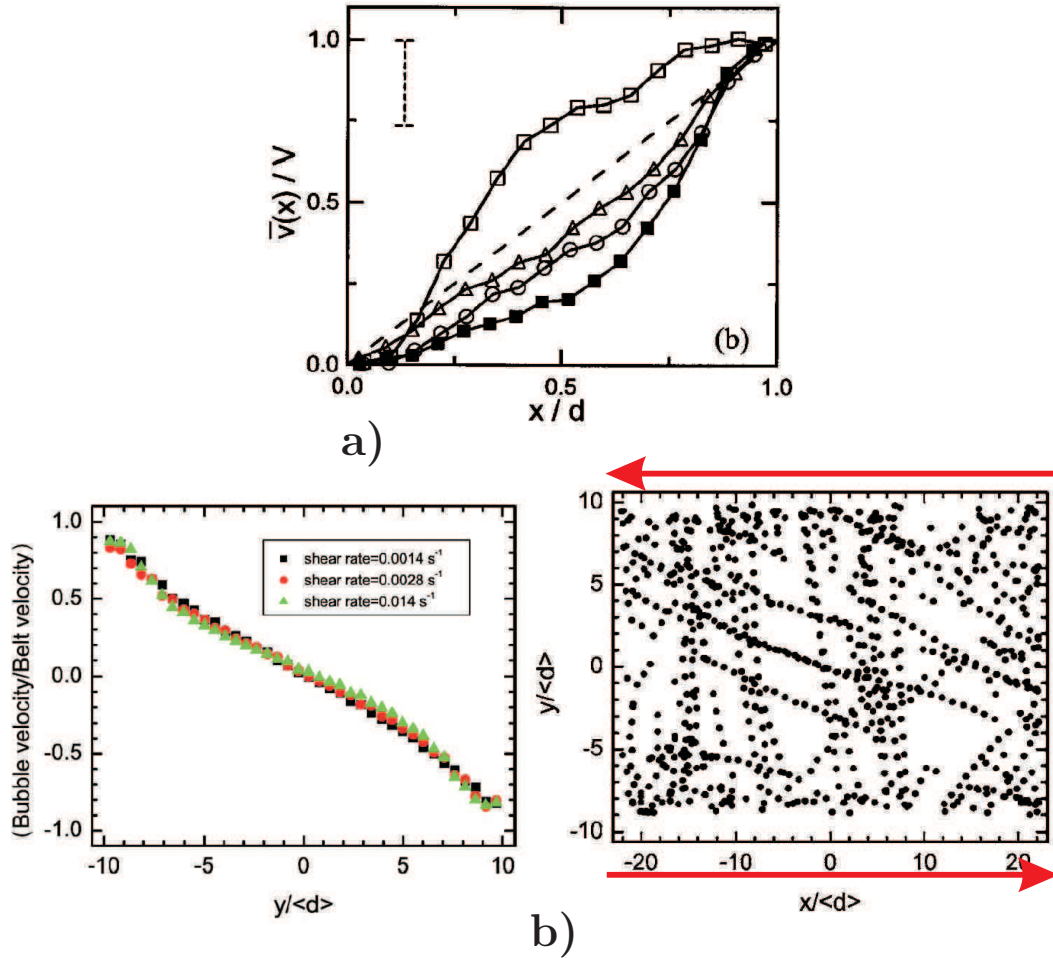 1.0
0.5
0.0
v̅(x) / V
(b)
0.0
0.5
1.0
x / d
a)
1.0
0.5
0.0
-0.5
-1.0
(Bubble velocity/Belt velocity)
shear rate=0.0014 s⁻¹
shear rate=0.0028 s⁻¹
shear rate=0.014 s⁻¹
-10
-5
0
5
10
y/<d>
10
5
0
-5
-10
y/<d>
-20
-10
0
10
20
x/<d>
b)